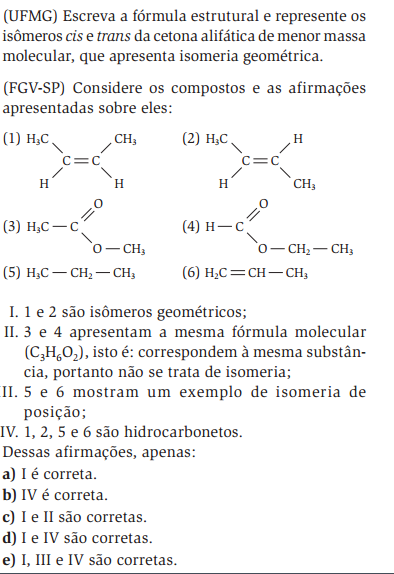 (UFMG) Escreva a fórmula estrutural e represente os
isômeros cis e trans da cetona alifática de menor massa
molecular, que apresenta isomeria geométrica.
(FGV-SP) Considere os compostos e as afirmações
apresentadas sobre eles:
(1) H₃C CH₃ (2) H₃C H
C=C C=C
H H H CH₃
O O
(3) H₃C—C (4) H—C
O—CH₃ O—CH₂—CH₃
(5) H₃C—CH₂—CH₃ (6) H₂C=CH—CH₃
I. 1 e 2 são isômeros geométricos;
II. 3 e 4 apresentam a mesma fórmula molecular
(C₃H₆O₂), isto é: correspondem à mesma substân-
cia, portanto não se trata de isomeria;
III. 5 e 6 mostram um exemplo de isomeria de
posição;
IV. 1, 2, 5 e 6 são hidrocarbonetos.
Dessas afirmações, apenas:
a) I é correta.
b) IV é correta.
c) I e II são corretas.
d) I e IV são corretas.
e) I, III e IV são corretas.